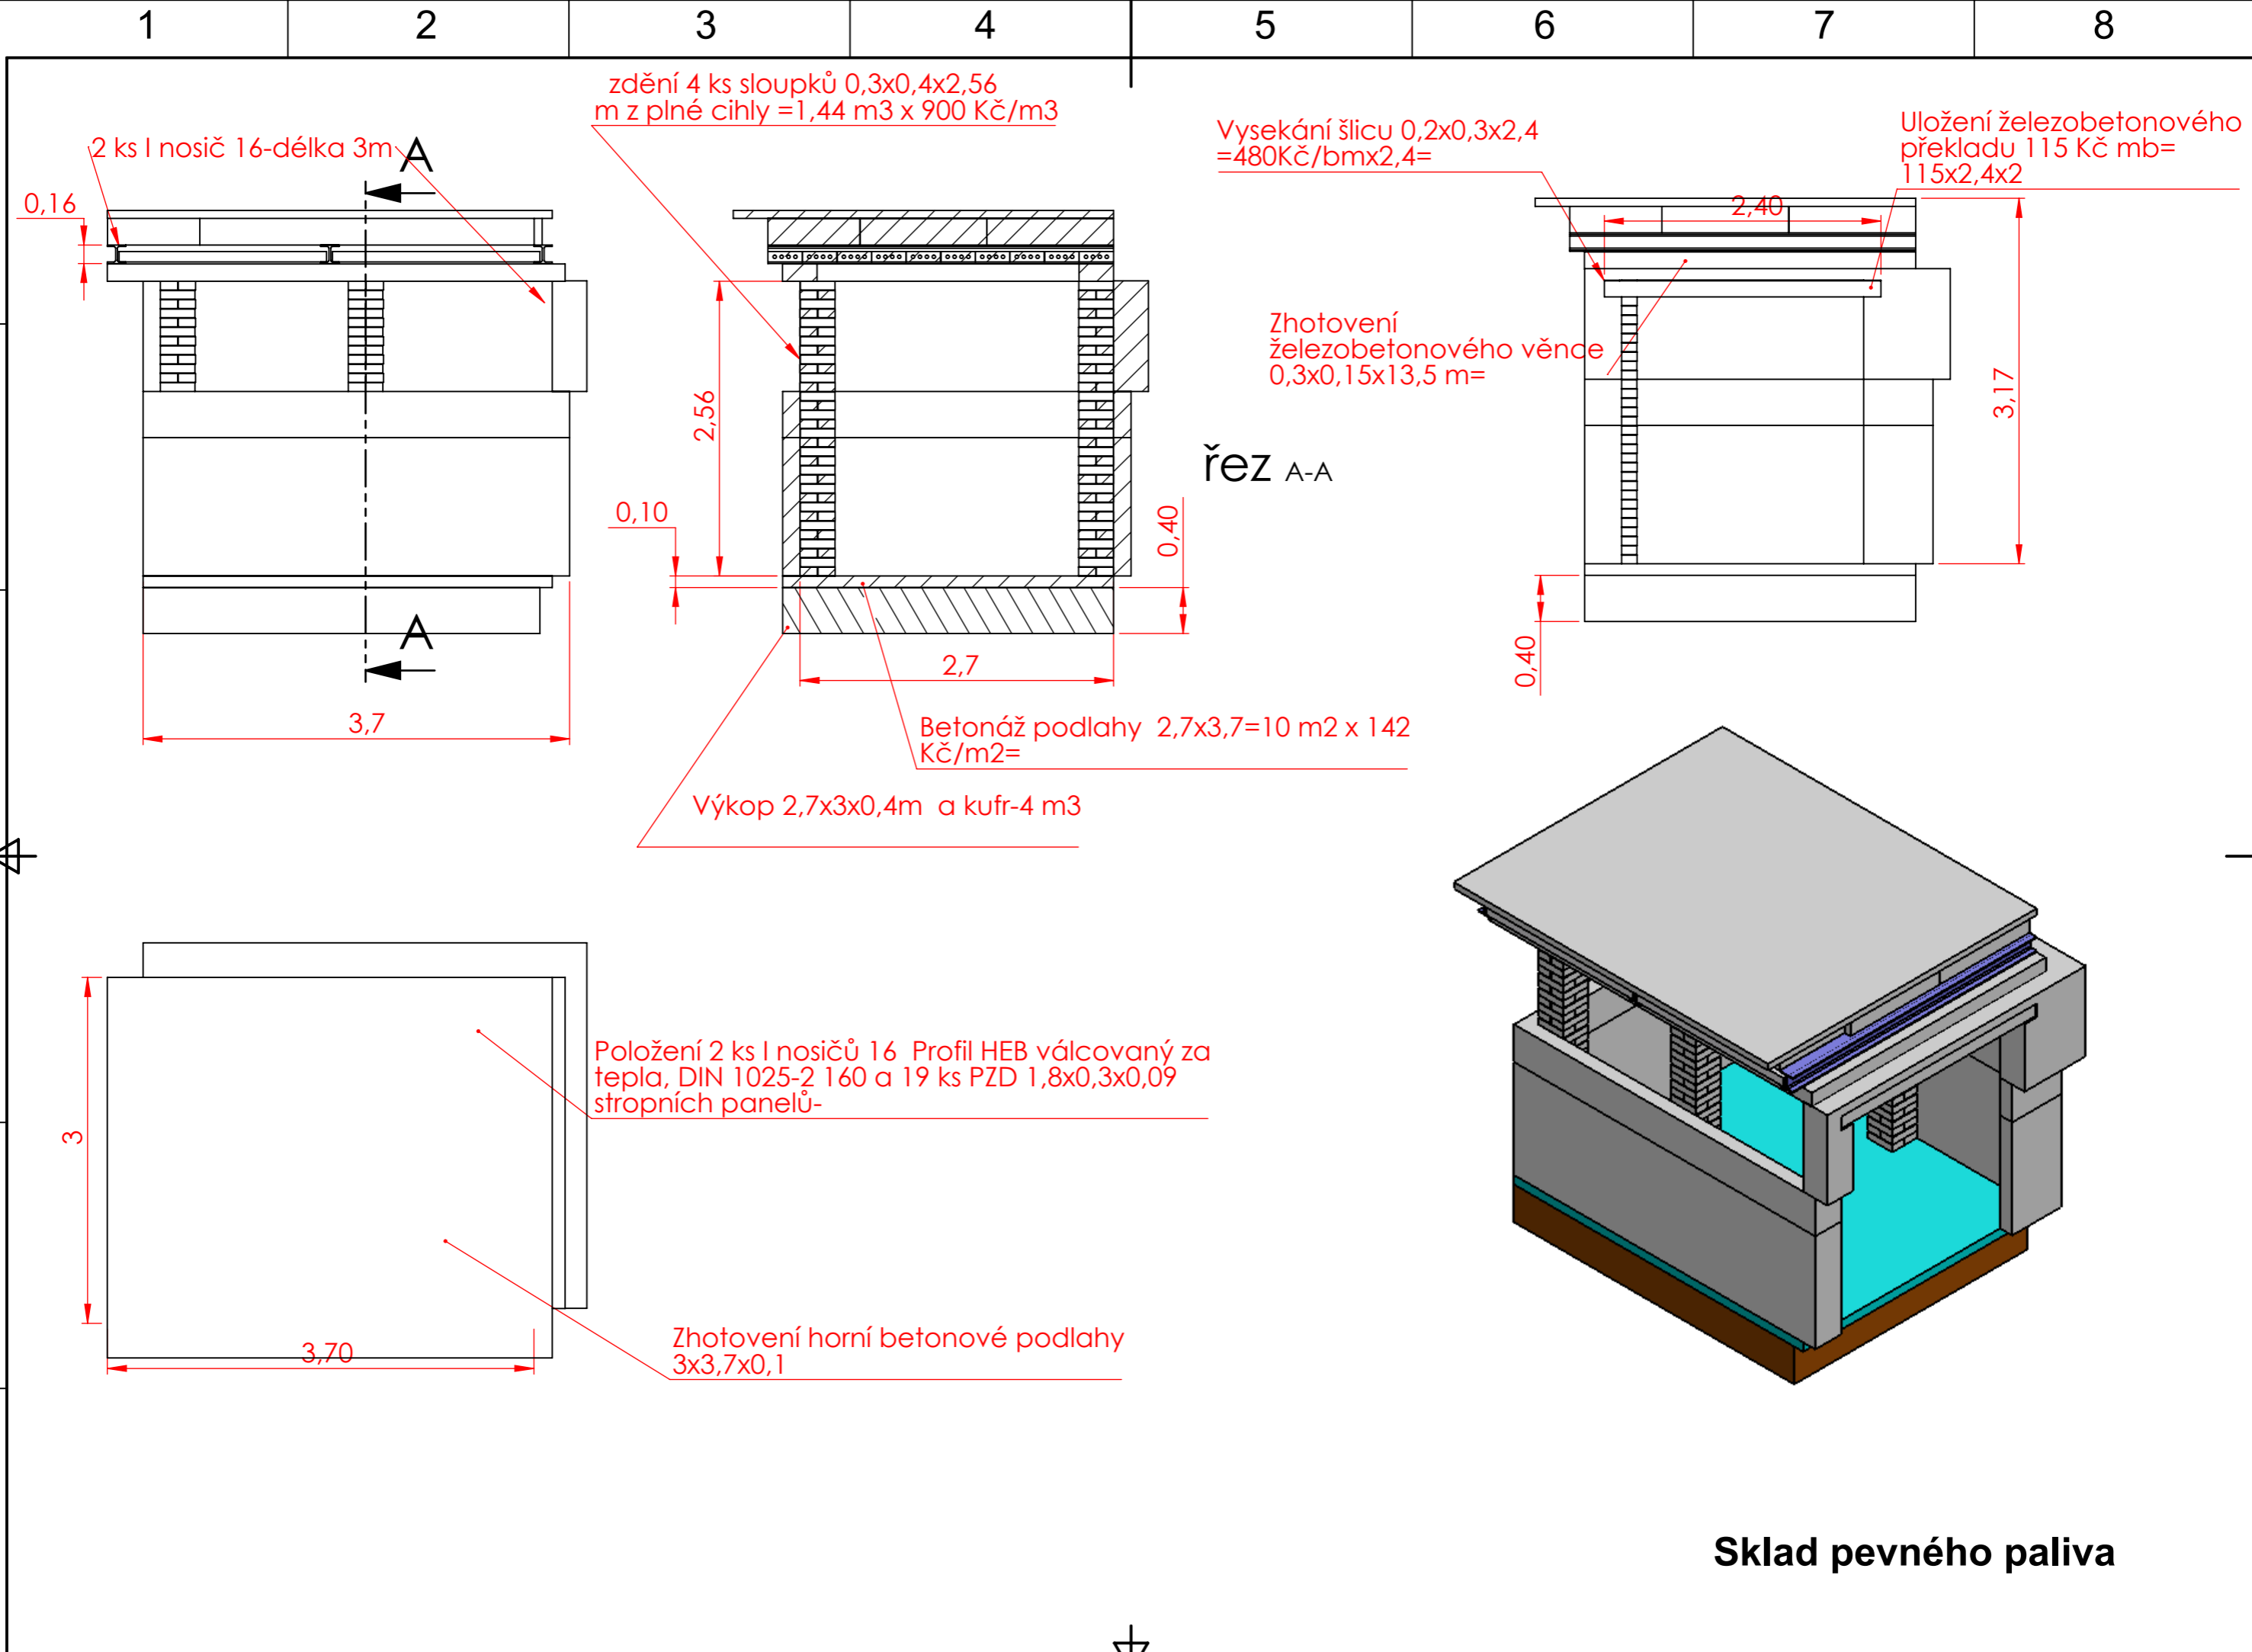 1 2 3 4 5 6 7 8
zdění 4 ks sloupků 0,3x0,4x2,56
m z plné cihly =1,44 m3 x 900 Kč/m3
2 ks I nosič 16-délka 3m
A
0,16
Vysekání šlicu 0,2x0,3x2,4
=480Kč/bmx2,4=
Uložení železobetonového
překladu 115 Kč mb=
115x2,4x2
2,40
Zhotovení
železobetonového věnce
0,3x0,15x13,5 m=
2,56
3,17
řez A-A
0,10
0,40
A
2,7
0,40
3,7
Betonáž podlahy 2,7x3,7=10 m2 x 142
Kč/m2=
Výkop 2,7x3x0,4m a kufr-4 m3
Položení 2 ks I nosičů 16 Profil HEB válcovaný za
tepla, DIN 1025-2 160 a 19 ks PZD 1,8x0,3x0,09
stropních panelů-
3
Zhotovení horní betonové podlahy
3x3,7x0,1
3,70
Sklad pevného paliva